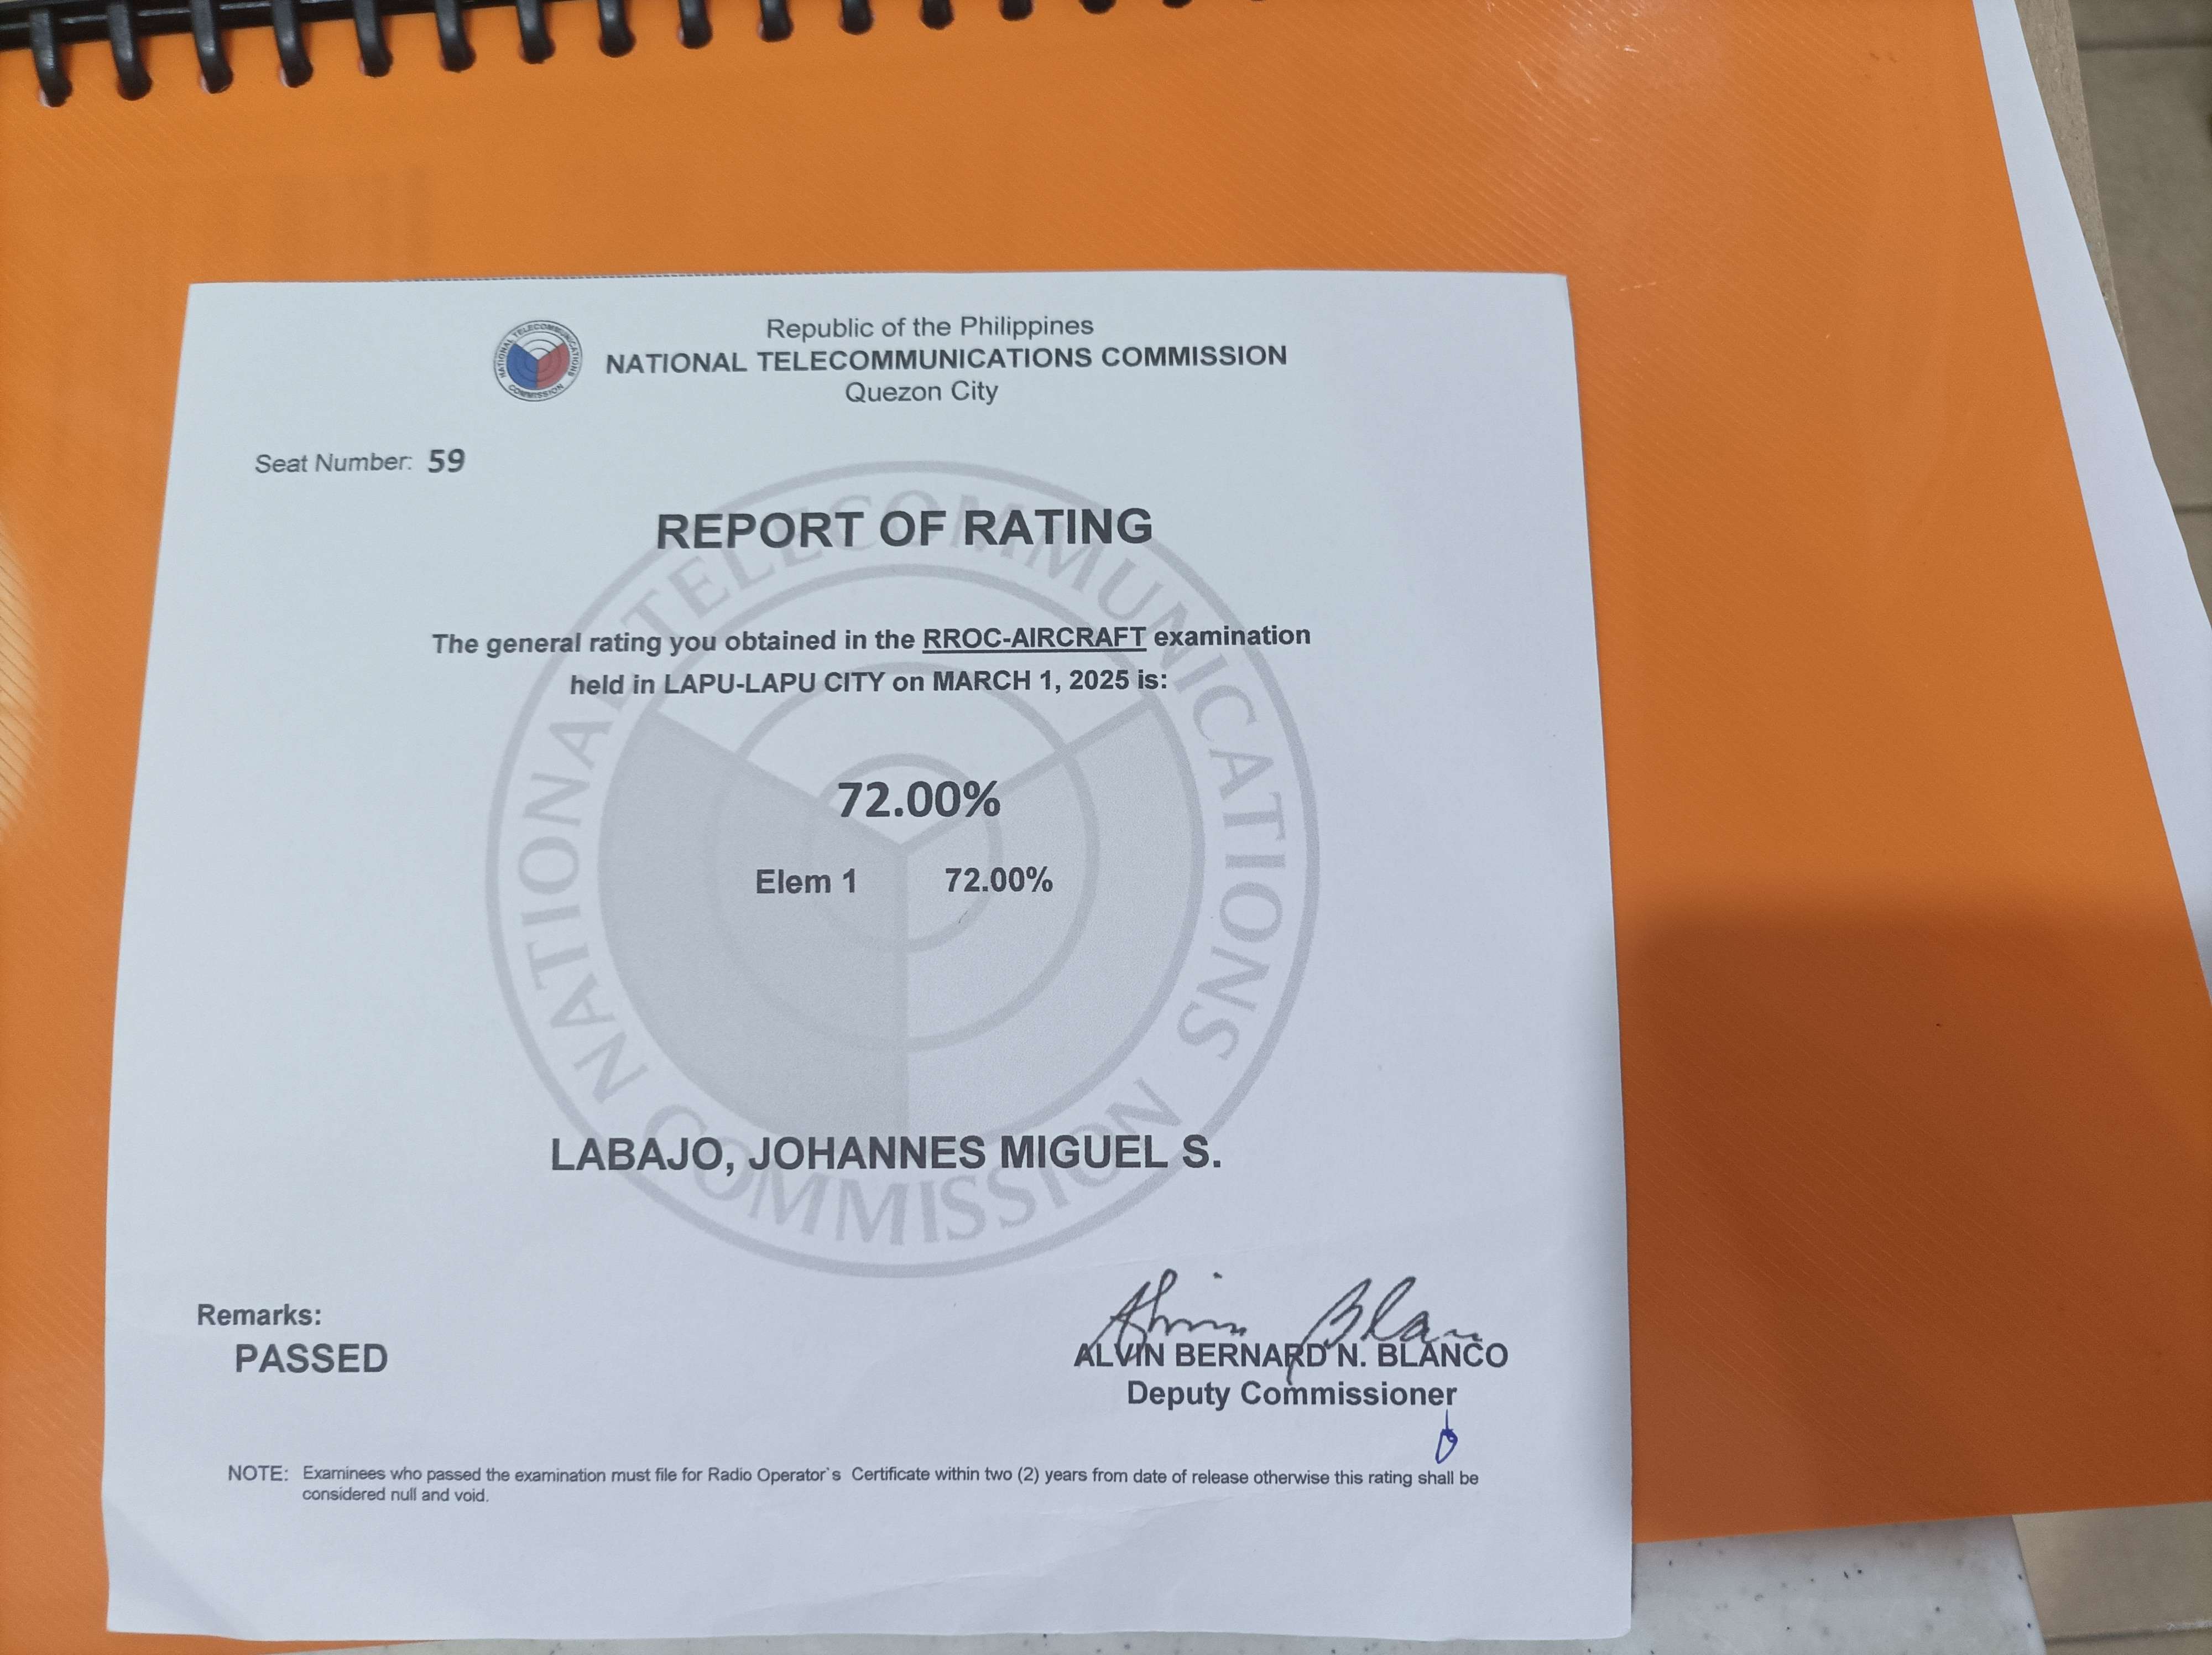 Republic of the Philippines
NATIONAL TELECOMMUNICATIONS COMMISSION
Quezon City
NATIONAL TELECOMMUNICATIONS COMMISSION
Seat Number: 59
REPORT OF RATING
The general rating you obtained in the RROC-AIRCRAFT examination
held in LAPU-LAPU CITY on MARCH 1, 2025 is:
72.00%
Elem 1 72.00%
NATIONAL TELECOMMUNICATIONS COMMISSION
LABAJO, JOHANNES MIGUEL S.
Remarks:
PASSED
Alvin Blanco
ALVIN BERNARD N. BLANCO
Deputy Commissioner
NOTE: Examinees who passed the examination must file for Radio Operator`s Certificate within two (2) years from date of release otherwise this rating shall be
considered null and void.